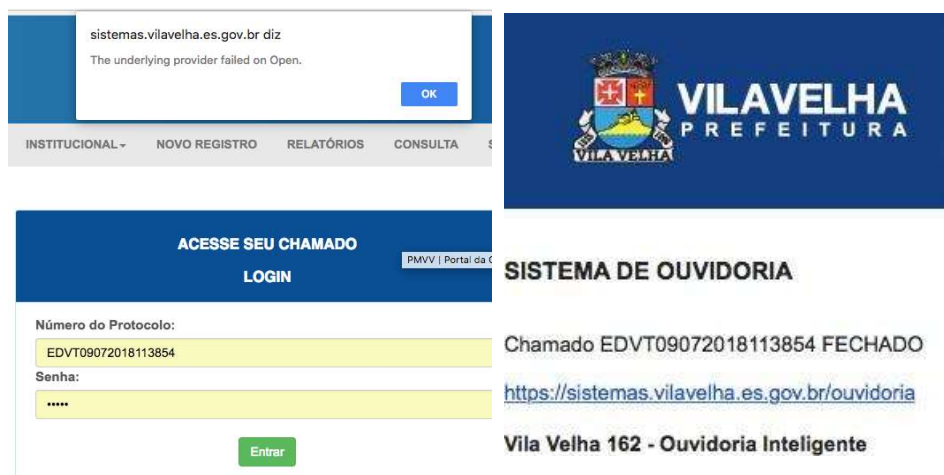 sistemas.vilavelha.es.gov.br diz
The underlying provider failed on Open.
OK
INSTITUCIONAL
NOVO REGISTRO
RELATÓRIOS
CONSULTA
ACESSE SEU CHAMADO
LOGIN
PMVV | Portal da
Número do Protocolo:
EDVT09072018113854
Senha:
•••••
Entrar
VILAVELHA
PREFEITURA
VILA VELHA
SISTEMA DE OUVIDORIA
Chamado EDVT09072018113854 FECHADO
https://sistemas.vilavelha.es.gov.br/ouvidoria
Vila Velha 162 - Ouvidoria Inteligente